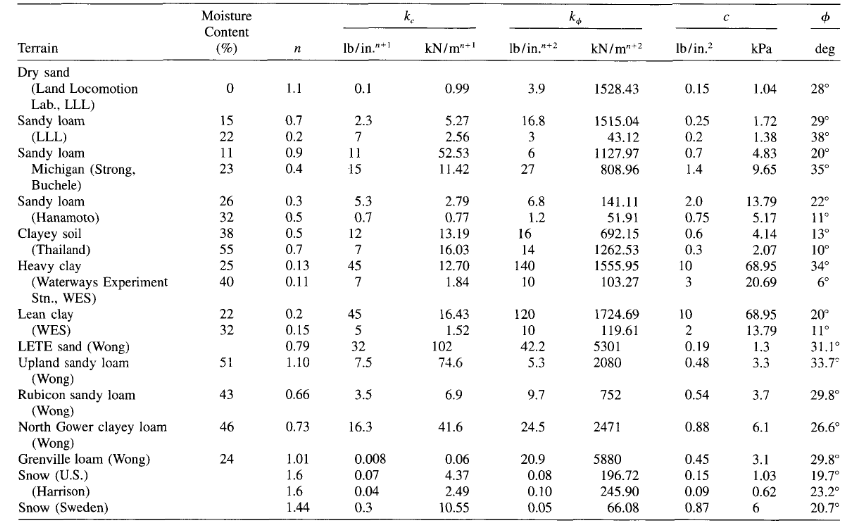 Moisture k_c k_ϕ c ϕ
Content
Terrain (%) n lb/in.ⁿ⁺¹ kN/mⁿ⁺¹ lb/in.ⁿ⁺² kN/mⁿ⁺² lb/in.² kPa deg
Dry sand
(Land Locomotion 0 1.1 0.1 0.99 3.9 1528.43 0.15 1.04 28°
Lab., LLL)
Sandy loam 15 0.7 2.3 5.27 16.8 1515.04 0.25 1.72 29°
(LLL) 22 0.2 7 2.56 3 43.12 0.2 1.38 38°
Sandy loam 11 0.9 11 52.53 6 1127.97 0.7 4.83 20°
Michigan (Strong, 23 0.4 15 11.42 27 808.96 1.4 9.65 35°
Buchele)
Sandy loam 26 0.3 5.3 2.79 6.8 141.11 2.0 13.79 22°
(Hanamoto) 32 0.5 0.7 0.77 1.2 51.91 0.75 5.17 11°
Clayey soil 38 0.5 12 13.19 16 692.15 0.6 4.14 13°
(Thailand) 55 0.7 7 16.03 14 1262.53 0.3 2.07 10°
Heavy clay 25 0.13 45 12.70 140 1555.95 10 68.95 34°
(Waterways Experiment 40 0.11 7 1.84 10 103.27 3 20.69 6°
Stn., WES)
Lean clay 22 0.2 45 16.43 120 1724.69 10 68.95 20°
(WES) 32 0.15 5 1.52 10 119.61 2 13.79 11°
LETE sand (Wong) 0.79 32 102 42.2 5301 0.19 1.3 31.1°
Upland sandy loam 51 1.10 7.5 74.6 5.3 2080 0.48 3.3 33.7°
(Wong)
Rubicon sandy loam 43 0.66 3.5 6.9 9.7 752 0.54 3.7 29.8°
(Wong)
North Gower clayey loam 46 0.73 16.3 41.6 24.5 2471 0.88 6.1 26.6°
(Wong)
Grenville loam (Wong) 24 1.01 0.008 0.06 20.9 5880 0.45 3.1 29.8°
Snow (U.S.) 1.6 0.07 4.37 0.08 196.72 0.15 1.03 19.7°
(Harrison) 1.6 0.04 2.49 0.10 245.90 0.09 0.62 23.2°
Snow (Sweden) 1.44 0.3 10.55 0.05 66.08 0.87 6 20.7°